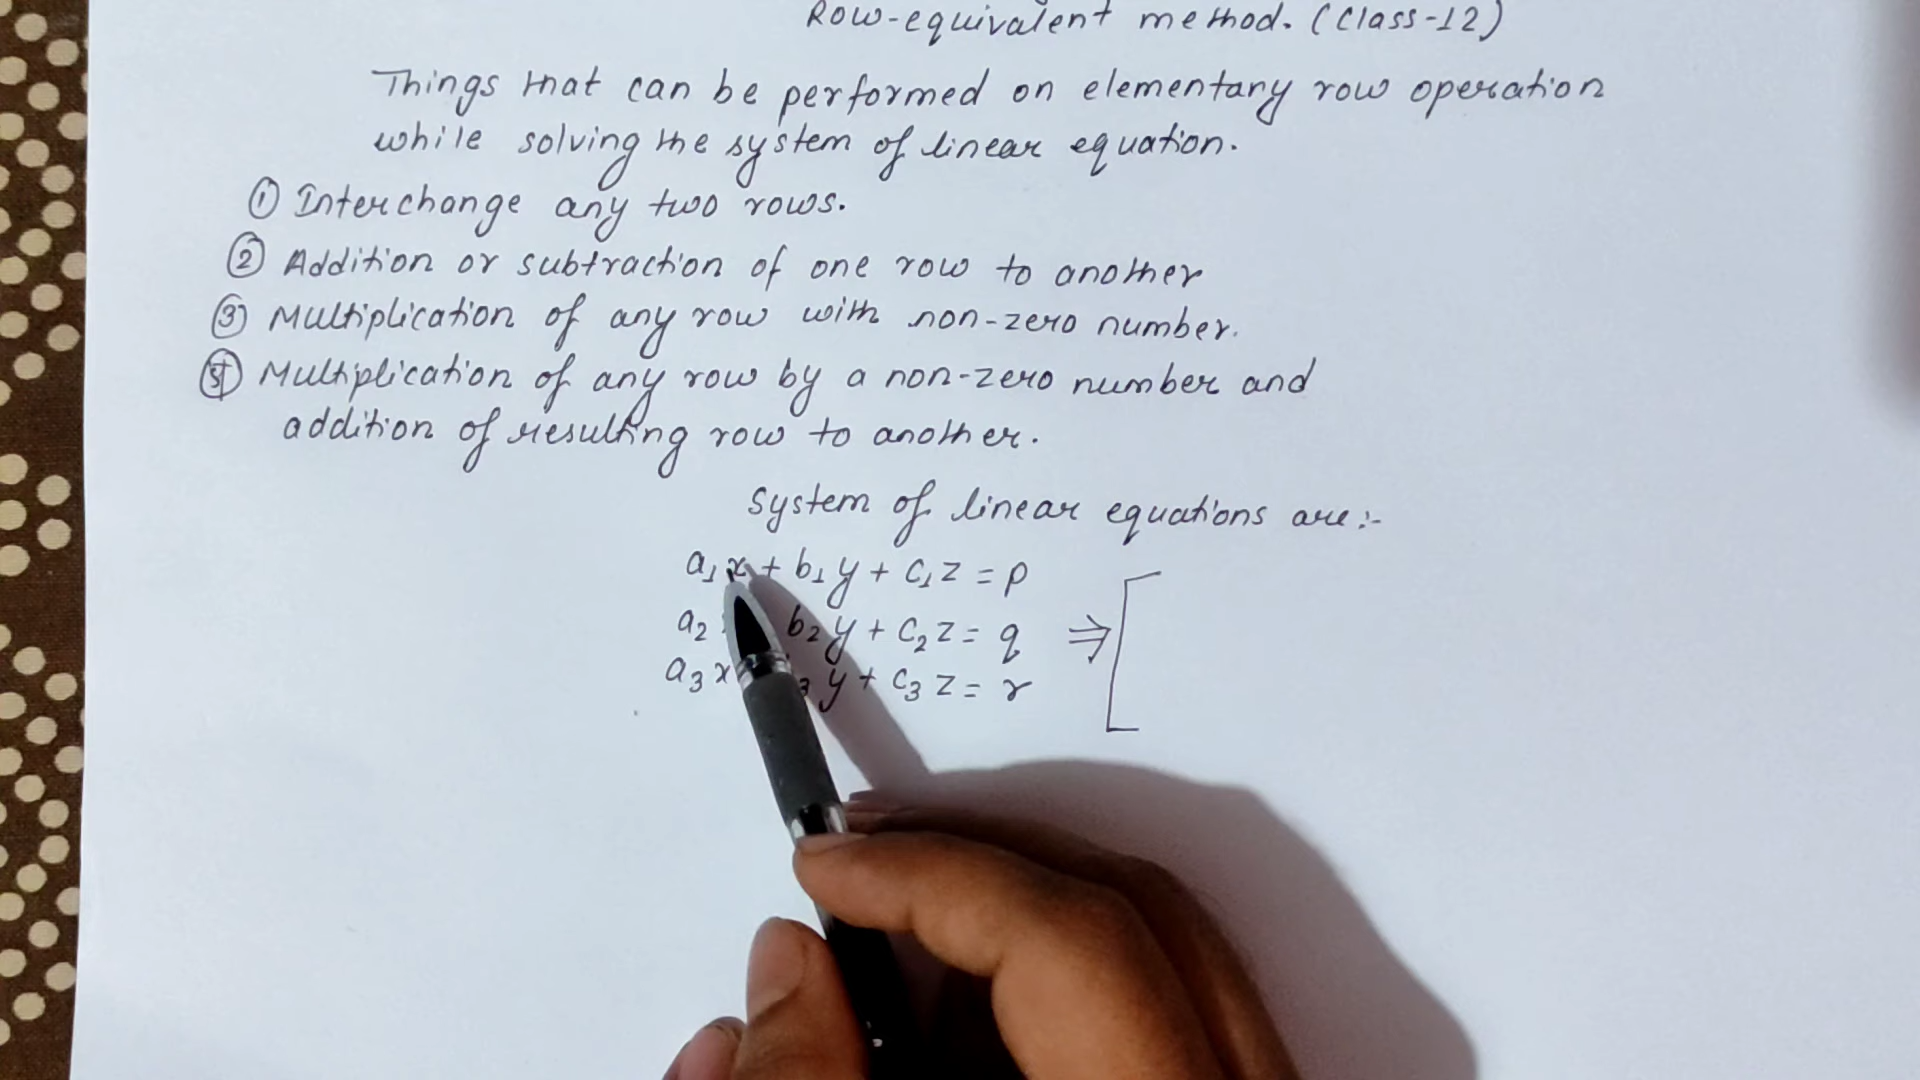 Row-equivalent method. (Class-12)
Things that can be performed on elementary row operation
while solving the system of linear equation.
① Interchange any two rows.
② Addition or subtraction of one row to another
③ Multiplication of any row with non-zero number.
Multiplication of any row by a non-zero number and
addition of resulting row to another.
System of linear equations are:-
a₁x + b₁y + c₁z = p
a₂ b₂y + c₂z = q ⇒ [
a₃x ₃y + c₃z = r